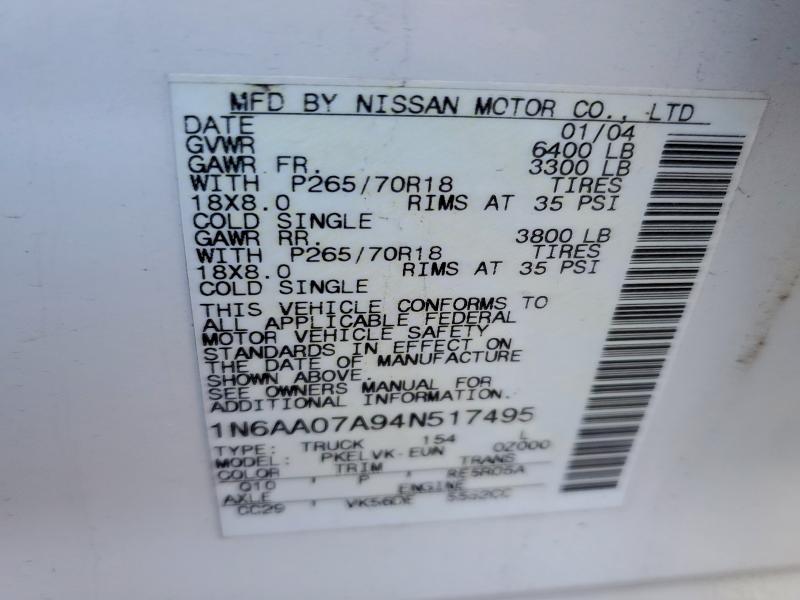 MFD BY NISSAN MOTOR CO., LTD
DATE 01/04
GVWR 6400 LB
GAWR FR. 3300 LB
WITH P265/70R18 TIRES
18X8.0 RIMS AT 35 PSI
COLD SINGLE
GAWR RR. 3800 LB
WITH P265/70R18 TIRES
18X8.0 RIMS AT 35 PSI
COLD SINGLE
THIS VEHICLE CONFORMS TO
ALL APPLICABLE FEDERAL
MOTOR VEHICLE SAFETY
STANDARDS IN EFFECT ON
THE DATE OF MANUFACTURE
SHOWN ABOVE.
SEE OWNERS MANUAL FOR
ADDITIONAL INFORMATION.
1N6AA07A94N517495
TYPE: TRUCK 154 L
MODEL: PKELVK-EUN 0Z000
COLOR TRIM TRANS
Q10 , P , RE5R05A
AXLE ENGINE
CC29 , VK56DE 5552CC